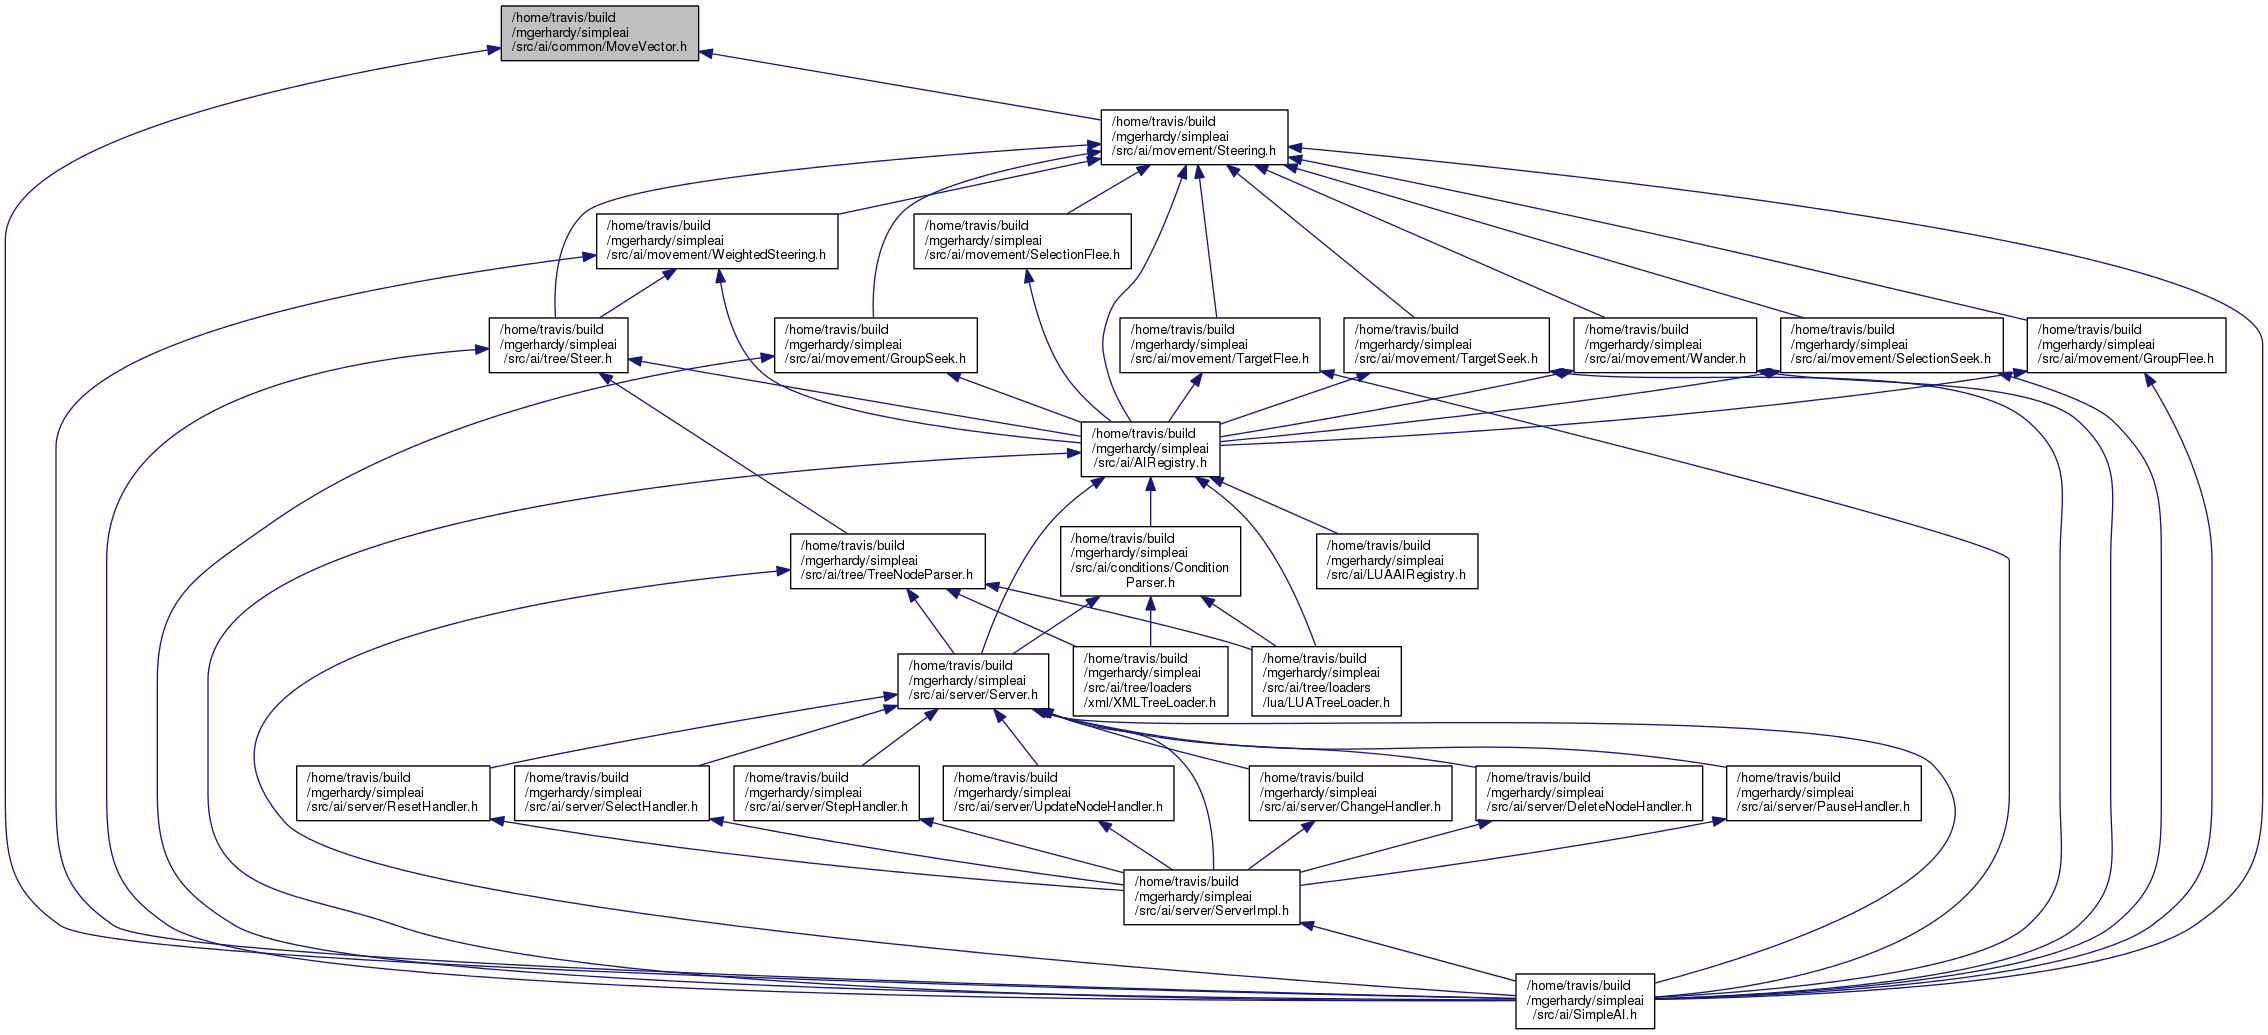 /home/travis/build
/mgerhardy/simpleai
/src/ai/common/MoveVector.h
/home/travis/build
/mgerhardy/simpleai
/src/ai/movement/Steering.h
/home/travis/build
/mgerhardy/simpleai
/src/ai/movement/WeightedSteering.h
/home/travis/build
/mgerhardy/simpleai
/src/ai/movement/SelectionFlee.h
/home/travis/build
/mgerhardy/simpleai
/src/ai/tree/Steer.h
/home/travis/build
/mgerhardy/simpleai
/src/ai/movement/GroupSeek.h
/home/travis/build
/mgerhardy/simpleai
/src/ai/movement/TargetFlee.h
/home/travis/build
/mgerhardy/simpleai
/src/ai/movement/TargetSeek.h
/home/travis/build
/mgerhardy/simpleai
/src/ai/movement/Wander.h
/home/travis/build
/mgerhardy/simpleai
/src/ai/movement/SelectionSeek.h
/home/travis/build
/mgerhardy/simpleai
/src/ai/movement/GroupFlee.h
/home/travis/build
/mgerhardy/simpleai
/src/ai/AIRegistry.h
/home/travis/build
/mgerhardy/simpleai
/src/ai/tree/TreeNodeParser.h
/home/travis/build
/mgerhardy/simpleai
/src/ai/conditions/Condition
Parser.h
/home/travis/build
/mgerhardy/simpleai
/src/ai/LUAAIRegistry.h
/home/travis/build
/mgerhardy/simpleai
/src/ai/server/Server.h
/home/travis/build
/mgerhardy/simpleai
/src/ai/tree/loaders
/xml/XMLTreeLoader.h
/home/travis/build
/mgerhardy/simpleai
/src/ai/tree/loaders
/lua/LUATreeLoader.h
/home/travis/build
/mgerhardy/simpleai
/src/ai/server/ResetHandler.h
/home/travis/build
/mgerhardy/simpleai
/src/ai/server/SelectHandler.h
/home/travis/build
/mgerhardy/simpleai
/src/ai/server/StepHandler.h
/home/travis/build
/mgerhardy/simpleai
/src/ai/server/UpdateNodeHandler.h
/home/travis/build
/mgerhardy/simpleai
/src/ai/server/ChangeHandler.h
/home/travis/build
/mgerhardy/simpleai
/src/ai/server/DeleteNodeHandler.h
/home/travis/build
/mgerhardy/simpleai
/src/ai/server/PauseHandler.h
/home/travis/build
/mgerhardy/simpleai
/src/ai/server/ServerImpl.h
/home/travis/build
/mgerhardy/simpleai
/src/ai/SimpleAI.h